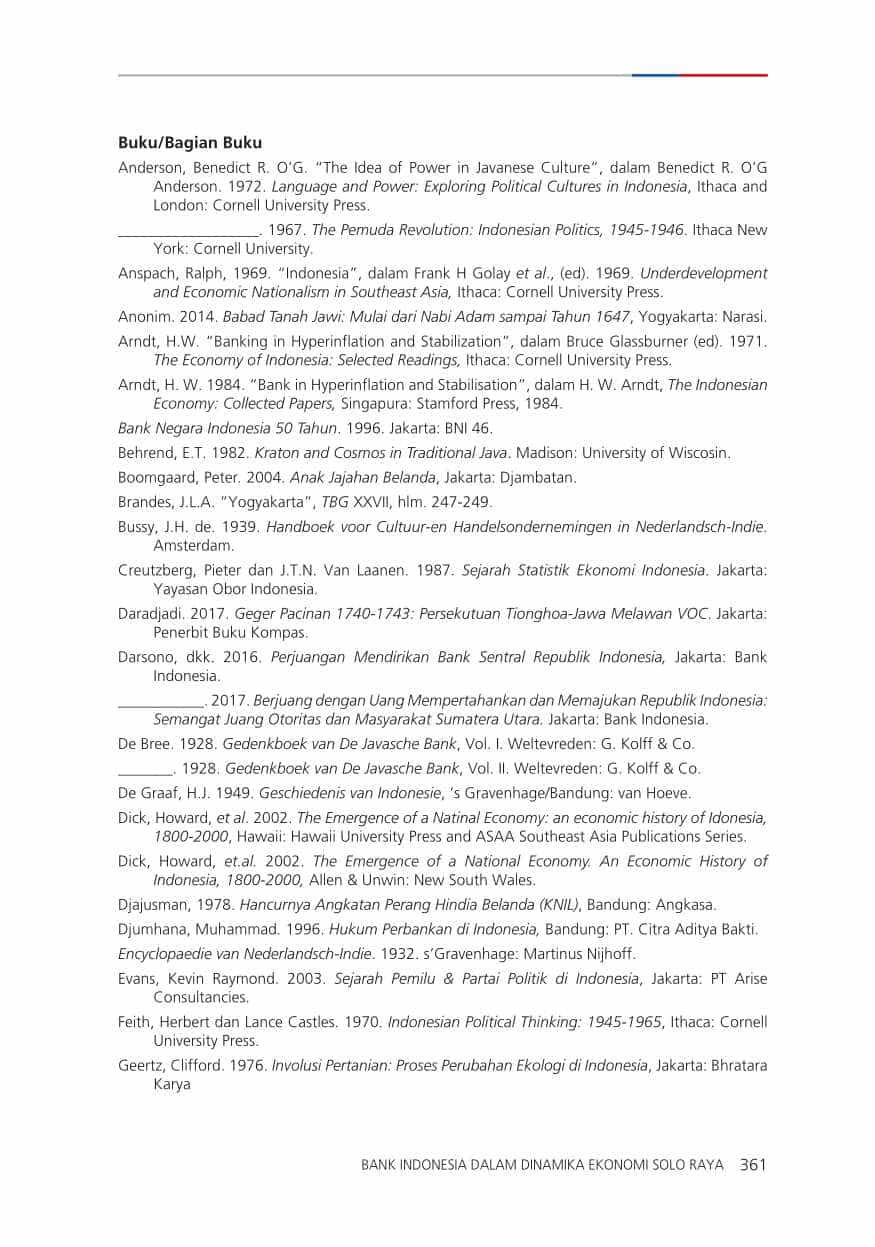 Buku/Bagian Buku
Anderson, Benedict R. O’G. “The Idea of Power in Javanese Culture”, dalam Benedict R. O’G
Anderson. 1972. Language and Power: Exploring Political Cultures in Indonesia, Ithaca and
London: Cornell University Press.
__________________. 1967. The Pemuda Revolution: Indonesian Politics, 1945-1946. Ithaca New
York: Cornell University.
Anspach, Ralph, 1969. “Indonesia”, dalam Frank H Golay et al., (ed). 1969. Underdevelopment
and Economic Nationalism in Southeast Asia, Ithaca: Cornell University Press.
Anonim. 2014. Babad Tanah Jawi: Mulai dari Nabi Adam sampai Tahun 1647, Yogyakarta: Narasi.
Arndt, H.W. “Banking in Hyperinflation and Stabilization”, dalam Bruce Glassburner (ed). 1971.
The Economy of Indonesia: Selected Readings, Ithaca: Cornell University Press.
Arndt, H. W. 1984. “Bank in Hyperinflation and Stabilisation”, dalam H. W. Arndt, The Indonesian
Economy: Collected Papers, Singapura: Stamford Press, 1984.
Bank Negara Indonesia 50 Tahun. 1996. Jakarta: BNI 46.
Behrend, E.T. 1982. Kraton and Cosmos in Traditional Java. Madison: University of Wiscosin.
Boomgaard, Peter. 2004. Anak Jajahan Belanda, Jakarta: Djambatan.
Brandes, J.L.A. ”Yogyakarta”, TBG XXVII, hlm. 247-249.
Bussy, J.H. de. 1939. Handboek voor Cultuur-en Handelsondernemingen in Nederlandsch-Indie.
Amsterdam.
Creutzberg, Pieter dan J.T.N. Van Laanen. 1987. Sejarah Statistik Ekonomi Indonesia. Jakarta:
Yayasan Obor Indonesia.
Daradjadi. 2017. Geger Pacinan 1740-1743: Persekutuan Tionghoa-Jawa Melawan VOC. Jakarta:
Penerbit Buku Kompas.
Darsono, dkk. 2016. Perjuangan Mendirikan Bank Sentral Republik Indonesia, Jakarta: Bank
Indonesia.
___________. 2017. Berjuang dengan Uang Mempertahankan dan Memajukan Republik Indonesia:
Semangat Juang Otoritas dan Masyarakat Sumatera Utara. Jakarta: Bank Indonesia.
De Bree. 1928. Gedenkboek van De Javasche Bank, Vol. I. Weltevreden: G. Kolff & Co.
_______. 1928. Gedenkboek van De Javasche Bank, Vol. II. Weltevreden: G. Kolff & Co.
De Graaf, H.J. 1949. Geschiedenis van Indonesie, ‘s Gravenhage/Bandung: van Hoeve.
Dick, Howard, et al. 2002. The Emergence of a Natinal Economy: an economic history of Idonesia,
1800-2000, Hawaii: Hawaii University Press and ASAA Southeast Asia Publications Series.
Dick, Howard, et.al. 2002. The Emergence of a National Economy. An Economic History of
Indonesia, 1800-2000, Allen & Unwin: New South Wales.
Djajusman, 1978. Hancurnya Angkatan Perang Hindia Belanda (KNIL), Bandung: Angkasa.
Djumhana, Muhammad. 1996. Hukum Perbankan di Indonesia, Bandung: PT. Citra Aditya Bakti.
Encyclopaedie van Nederlandsch-Indie. 1932. s’Gravenhage: Martinus Nijhoff.
Evans, Kevin Raymond. 2003. Sejarah Pemilu & Partai Politik di Indonesia, Jakarta: PT Arise
Consultancies.
Feith, Herbert dan Lance Castles. 1970. Indonesian Political Thinking: 1945-1965, Ithaca: Cornell
University Press.
Geertz, Clifford. 1976. Involusi Pertanian: Proses Perubahan Ekologi di Indonesia, Jakarta: Bhratara
Karya
BANK INDONESIA DALAM DINAMIKA EKONOMI SOLO RAYA 361